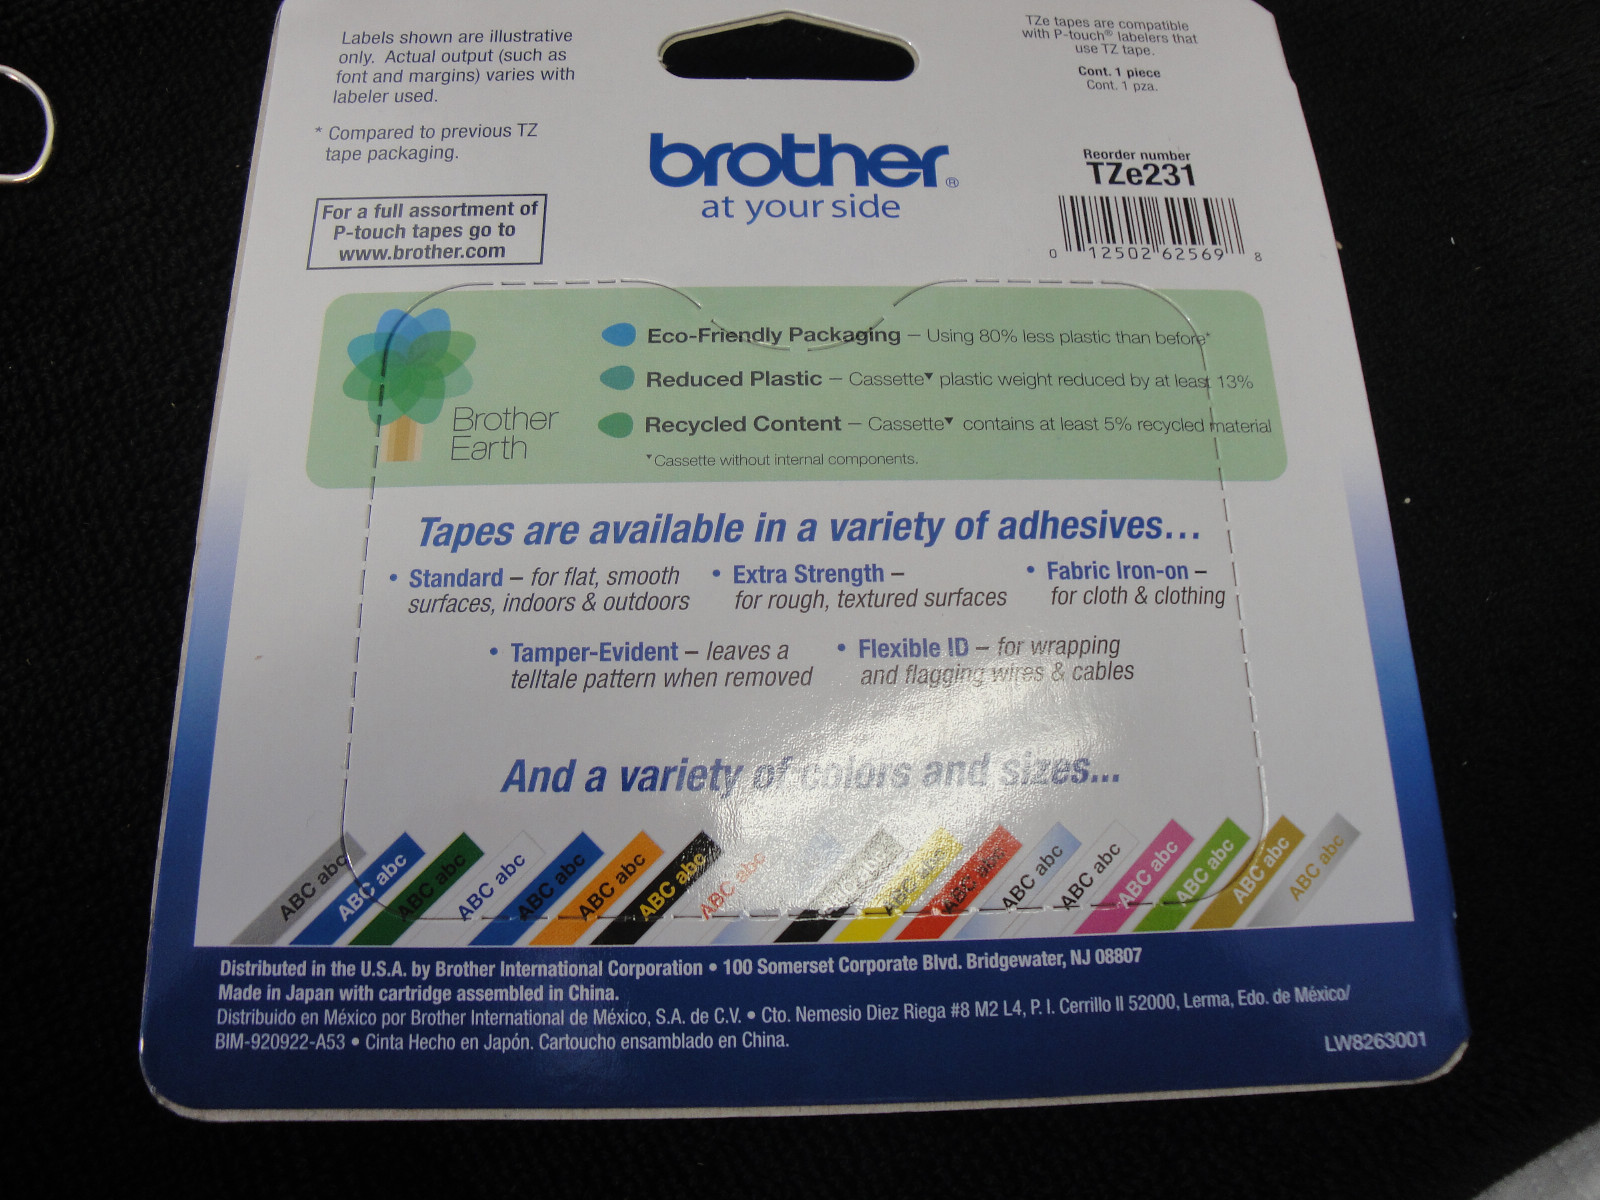 Labels shown are illustrative
only. Actual output (such as
font and margins) varies with
labeler used.
* Compared to previous TZ
tape packaging.
For a full assortment of
P-touch tapes go to
www.brother.com
brother®
at your side
TZe tapes are compatible
with P-touch® labelers that
use TZ tape.
Cont. 1 piece
Cont. 1 pza.
Reorder number
TZe231
0 12502 62569 8
Brother
Earth
Eco-Friendly Packaging – Using 80% less plastic than before*
Reduced Plastic – Cassette▼ plastic weight reduced by at least 13%
Recycled Content – Cassette▼ contains at least 5% recycled material
▼Cassette without internal components.
Tapes are available in a variety of adhesives...
• Standard – for flat, smooth
surfaces, indoors & outdoors
• Extra Strength –
for rough, textured surfaces
• Fabric Iron-on –
for cloth & clothing
• Tamper-Evident – leaves a
telltale pattern when removed
• Flexible ID – for wrapping
and flagging wires & cables
And a variety of colors and sizes...
ABC abc ABC abc ABC abc ABC abc ABC abc ABC abc ABC abc ABC abc ABC abc ABC abc ABC abc ABC abc ABC abc ABC abc ABC abc ABC abc ABC abc
Distributed in the U.S.A. by Brother International Corporation • 100 Somerset Corporate Blvd. Bridgewater, NJ 08807
Made in Japan with cartridge assembled in China.
Distribuido en México por Brother International de México, S.A. de C.V. • Cto. Nemesio Diez Riega #8 M2 L4, P. I. Cerrillo II 52000, Lerma, Edo. de México/
BIM-920922-A53 • Cinta Hecho en Japón. Cartoucho ensamblado en China.
LW8263001